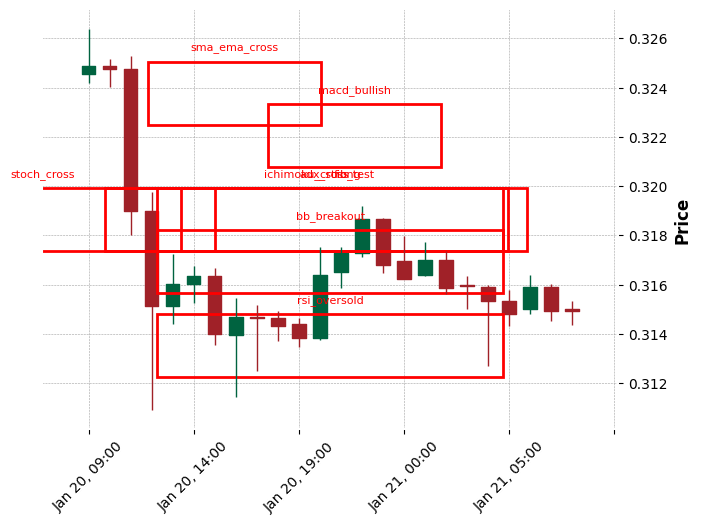 sma_ema_cross
macd_bullish
stoch_cross
bb_breakout
rsi_oversold
0.326
0.324
0.322
0.320
0.318
0.316
0.314
0.312
Price
Jan 20, 09:00
Jan 20, 14:00
Jan 20, 19:00
Jan 21, 00:00
Jan 21, 05:00